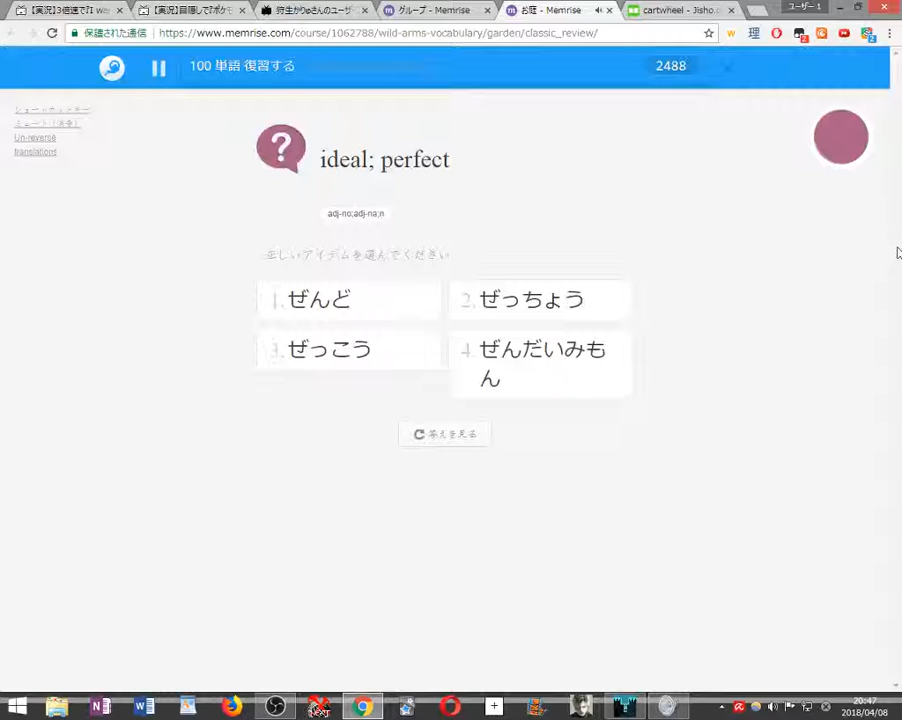 【実況】3倍速で?I wa
【実況】目隠しで?ポケモ
狩生かりゅさんのユーザー
グループ - Memrise
お庭 - Memrise
cartwheel - Jisho.o
ユーザー 1
保護された通信
https://www.memrise.com/course/1062788/wild-arms-vocabulary/garden/classic_review/
100 単語 復習する
2488
Un-reverse
translations
ideal; perfect
adj-no;adj-na;n
正しいアイテムを選んでください
1. ぜんど
2. ぜっちょう
3. ぜっこう
4. ぜんだいみも
ん
答えを見る
20:47
2018/04/08